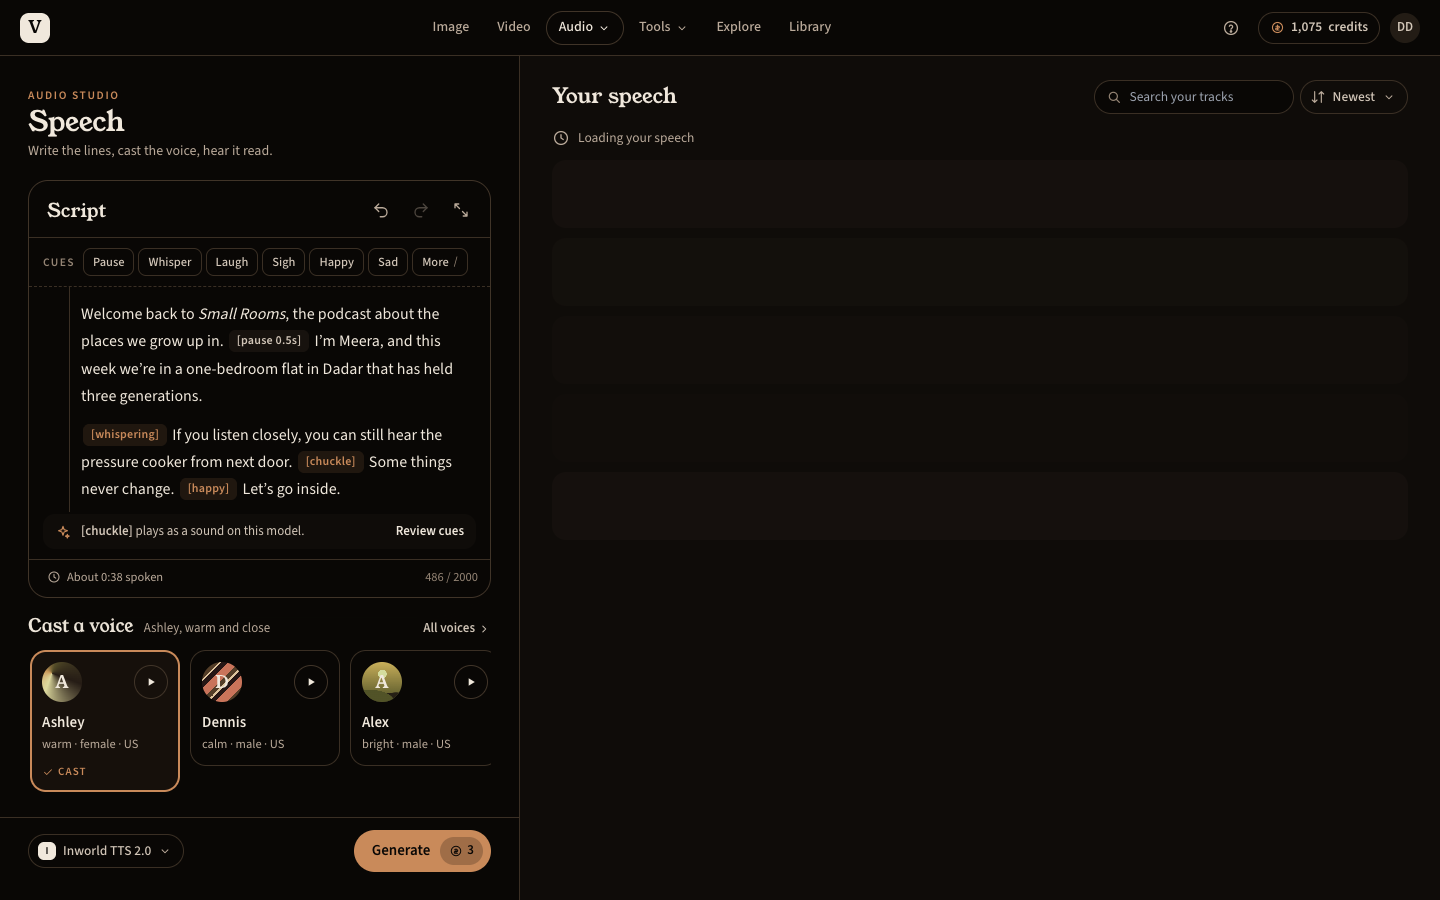 V
Image
Video
Audio
Tools
Explore
Library
1,075 credits
DD
AUDIO STUDIO
Speech
Write the lines, cast the voice, hear it read.
Script
CUES
Pause
Whisper
Laugh
Sigh
Happy
Sad
More /
Welcome back to Small Rooms, the podcast about the
places we grow up in. [pause 0.5s] I’m Meera, and this
week we’re in a one-bedroom flat in Dadar that has held
three generations.
[whispering] If you listen closely, you can still hear the
pressure cooker from next door. [chuckle] Some things
never change. [happy] Let’s go inside.
[chuckle] plays as a sound on this model.
Review cues
About 0:38 spoken
486 / 2000
Cast a voice
Ashley, warm and close
All voices
A
Ashley
warm · female · US
CAST
D
Dennis
calm · male · US
A
Alex
bright · male · US
I
Inworld TTS 2.0
Generate
3
Your speech
Search your tracks
Newest
Loading your speech